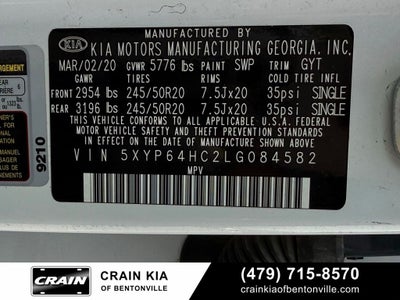 KIA KIA MOTORS MANUFACTURING GEORGIA, INC.
MAR/02/20 GVWR 5776 lbs PAINT SWP TRIM GYT
GAWR TIRES RIMS COLD TIRE
FRONT 2954 lbs 245/50R20 7.5Jx20 35psi SINGLE
REAR 3196 lbs 245/50R20 7.5Jx20 35psi SINGLE
THIS VEHICLE CONFORMS TO ALL APPLICABLE U.S.A. FEDERAL
MOTOR VEHICLE SAFETY, AND THEFT PREVENTION STANDARDS
IN EFFECT ON THE DATE OF MANUFACTURE SHOWN ABOVE.
VIN 5XYP64HC2LG084582
MPV
9210
CRAIN
CRAIN KIA
OF BENTONVILLE
(479) 715-8570
crainkiaofbentonville.com